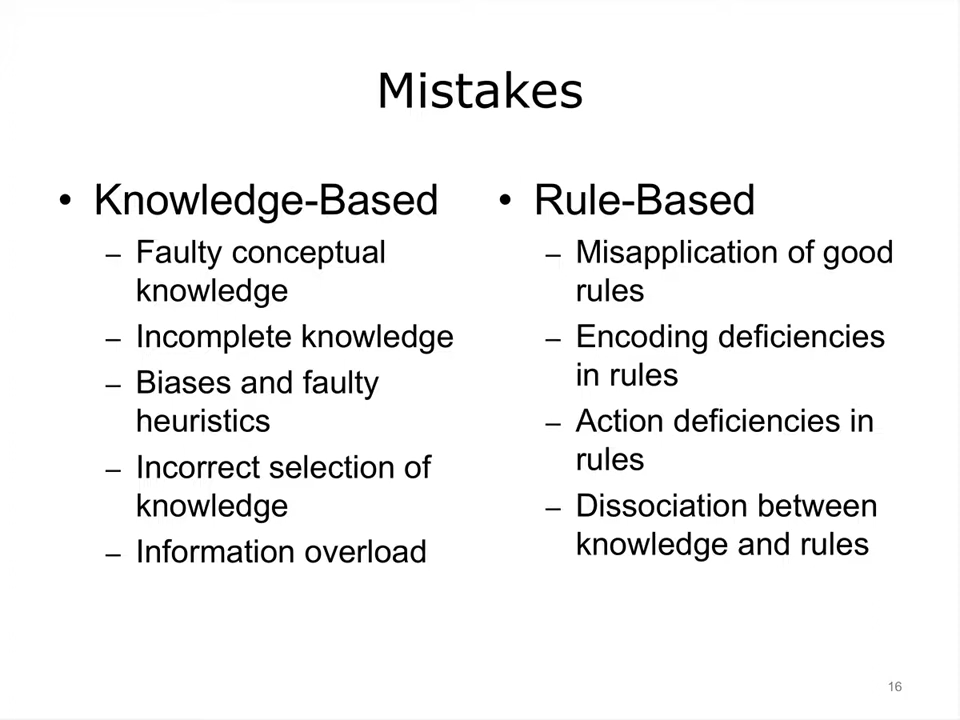 Mistakes
• Knowledge-Based
– Faulty conceptual
knowledge
– Incomplete knowledge
– Biases and faulty
heuristics
– Incorrect selection of
knowledge
– Information overload
• Rule-Based
– Misapplication of good
rules
– Encoding deficiencies
in rules
– Action deficiencies in
rules
– Dissociation between
knowledge and rules
16